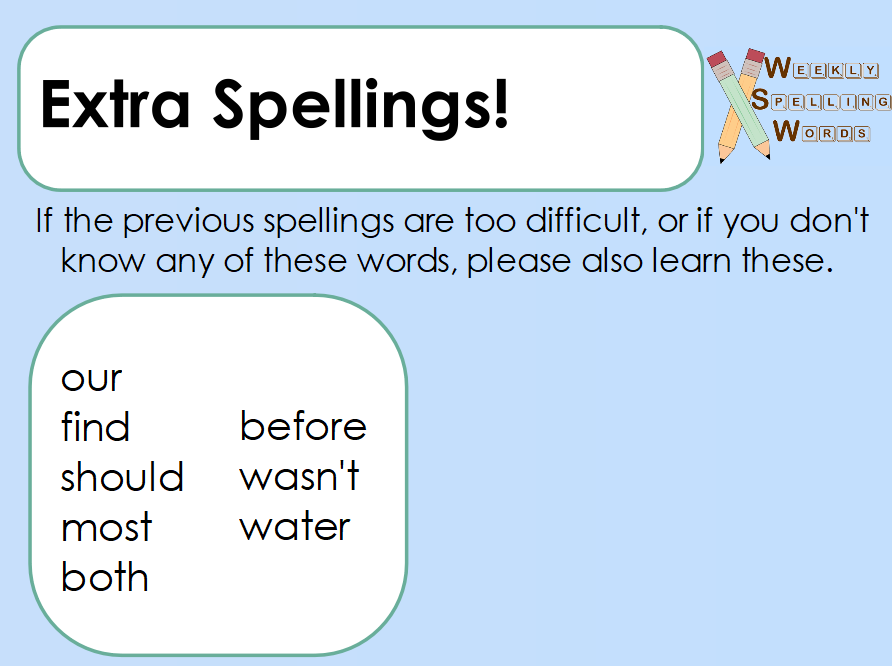 Extra Spellings!
WEEKLY
SPELLING
WORDS
If the previous spellings are too difficult, or if you don't
know any of these words, please also learn these.
our
find
should
most
both
before
wasn't
water